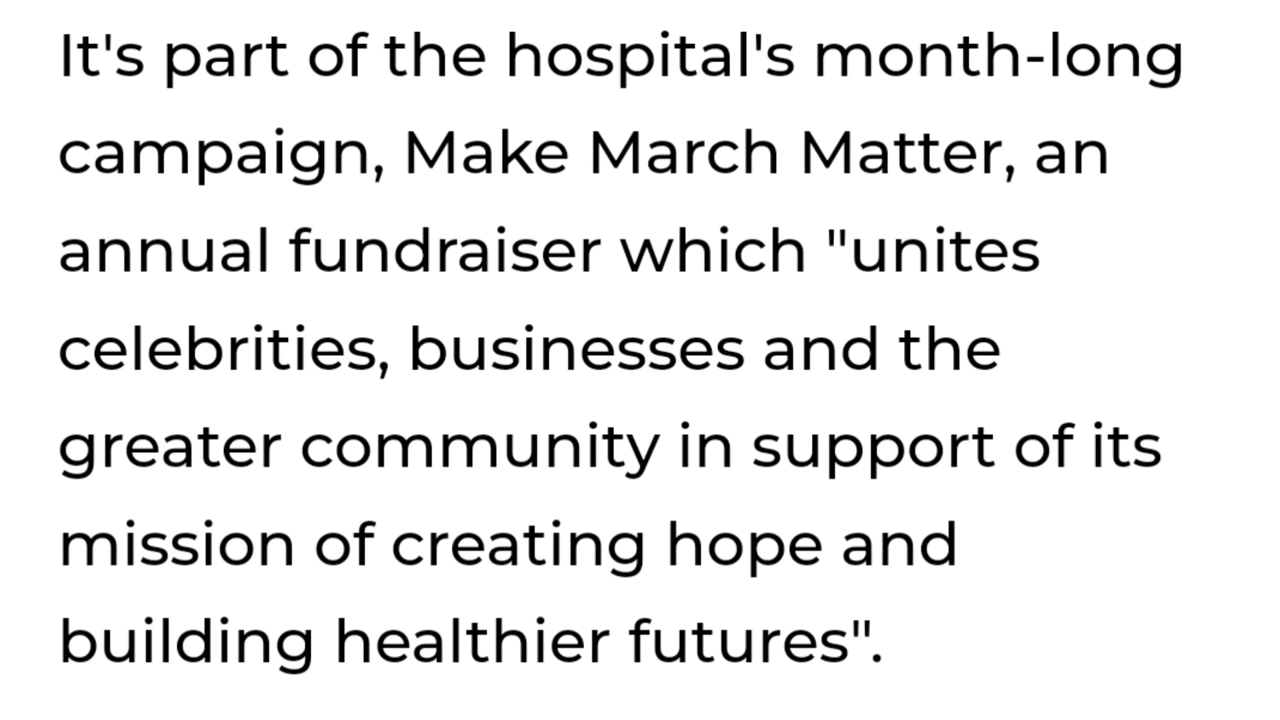 It's part of the hospital's month-long
campaign, Make March Matter, an
annual fundraiser which "unites
celebrities, businesses and the
greater community in support of its
mission of creating hope and
building healthier futures".